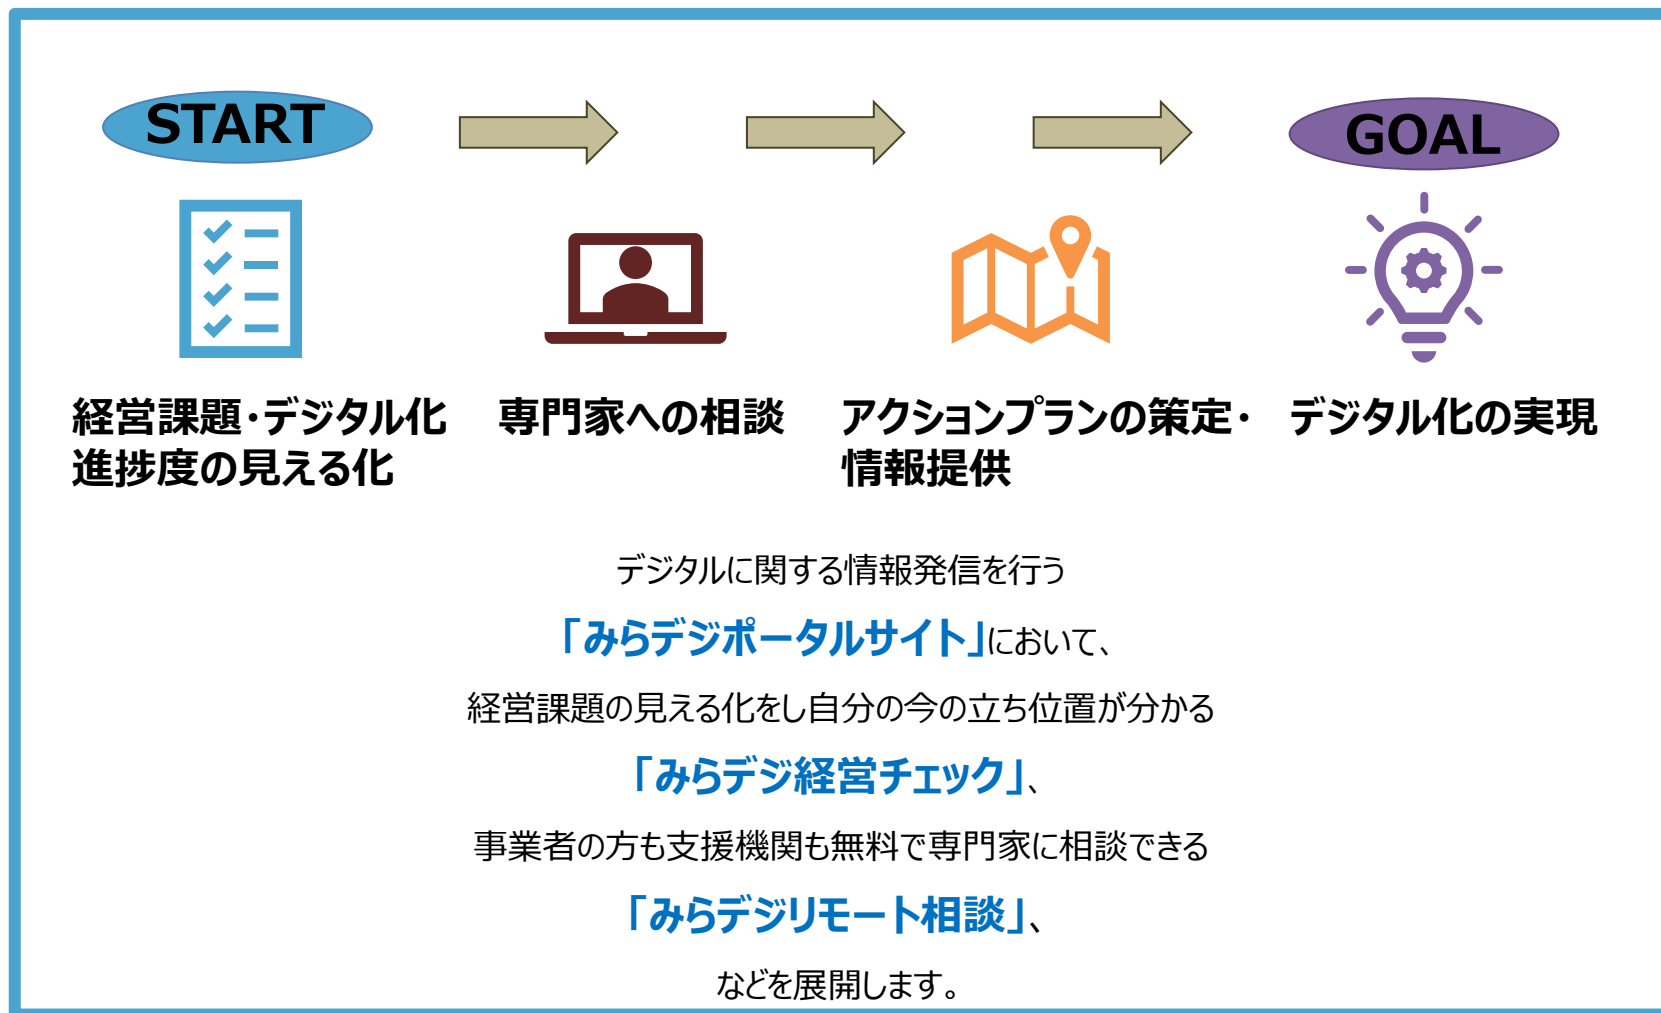 START
GOAL
経営課題・デジタル化
進捗度の見える化
専門家への相談
アクションプランの策定・
情報提供
デジタル化の実現
デジタルに関する情報発信を行う
「みらデジポータルサイト」において、
経営課題の見える化をし自分の今の立ち位置が分かる
「みらデジ経営チェック」、
事業者の方も支援機関も無料で専門家に相談できる
「みらデジリモート相談」、
などを展開します。